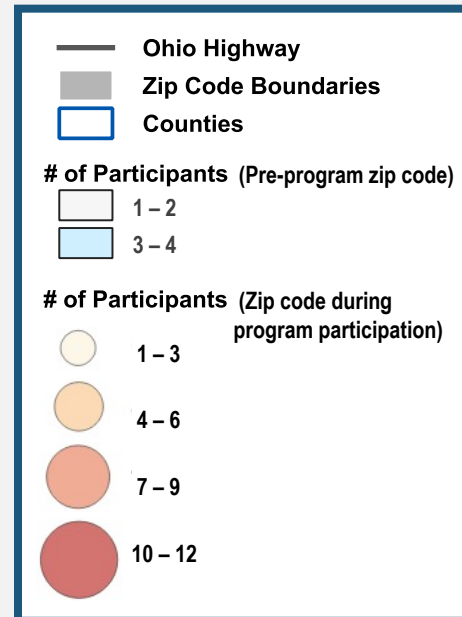 Ohio Highway
Zip Code Boundaries
Counties
# of Participants (Pre-program zip code)
1 – 2
3 – 4
# of Participants (Zip code during
program participation)
1 – 3
4 – 6
7 – 9
10 – 12